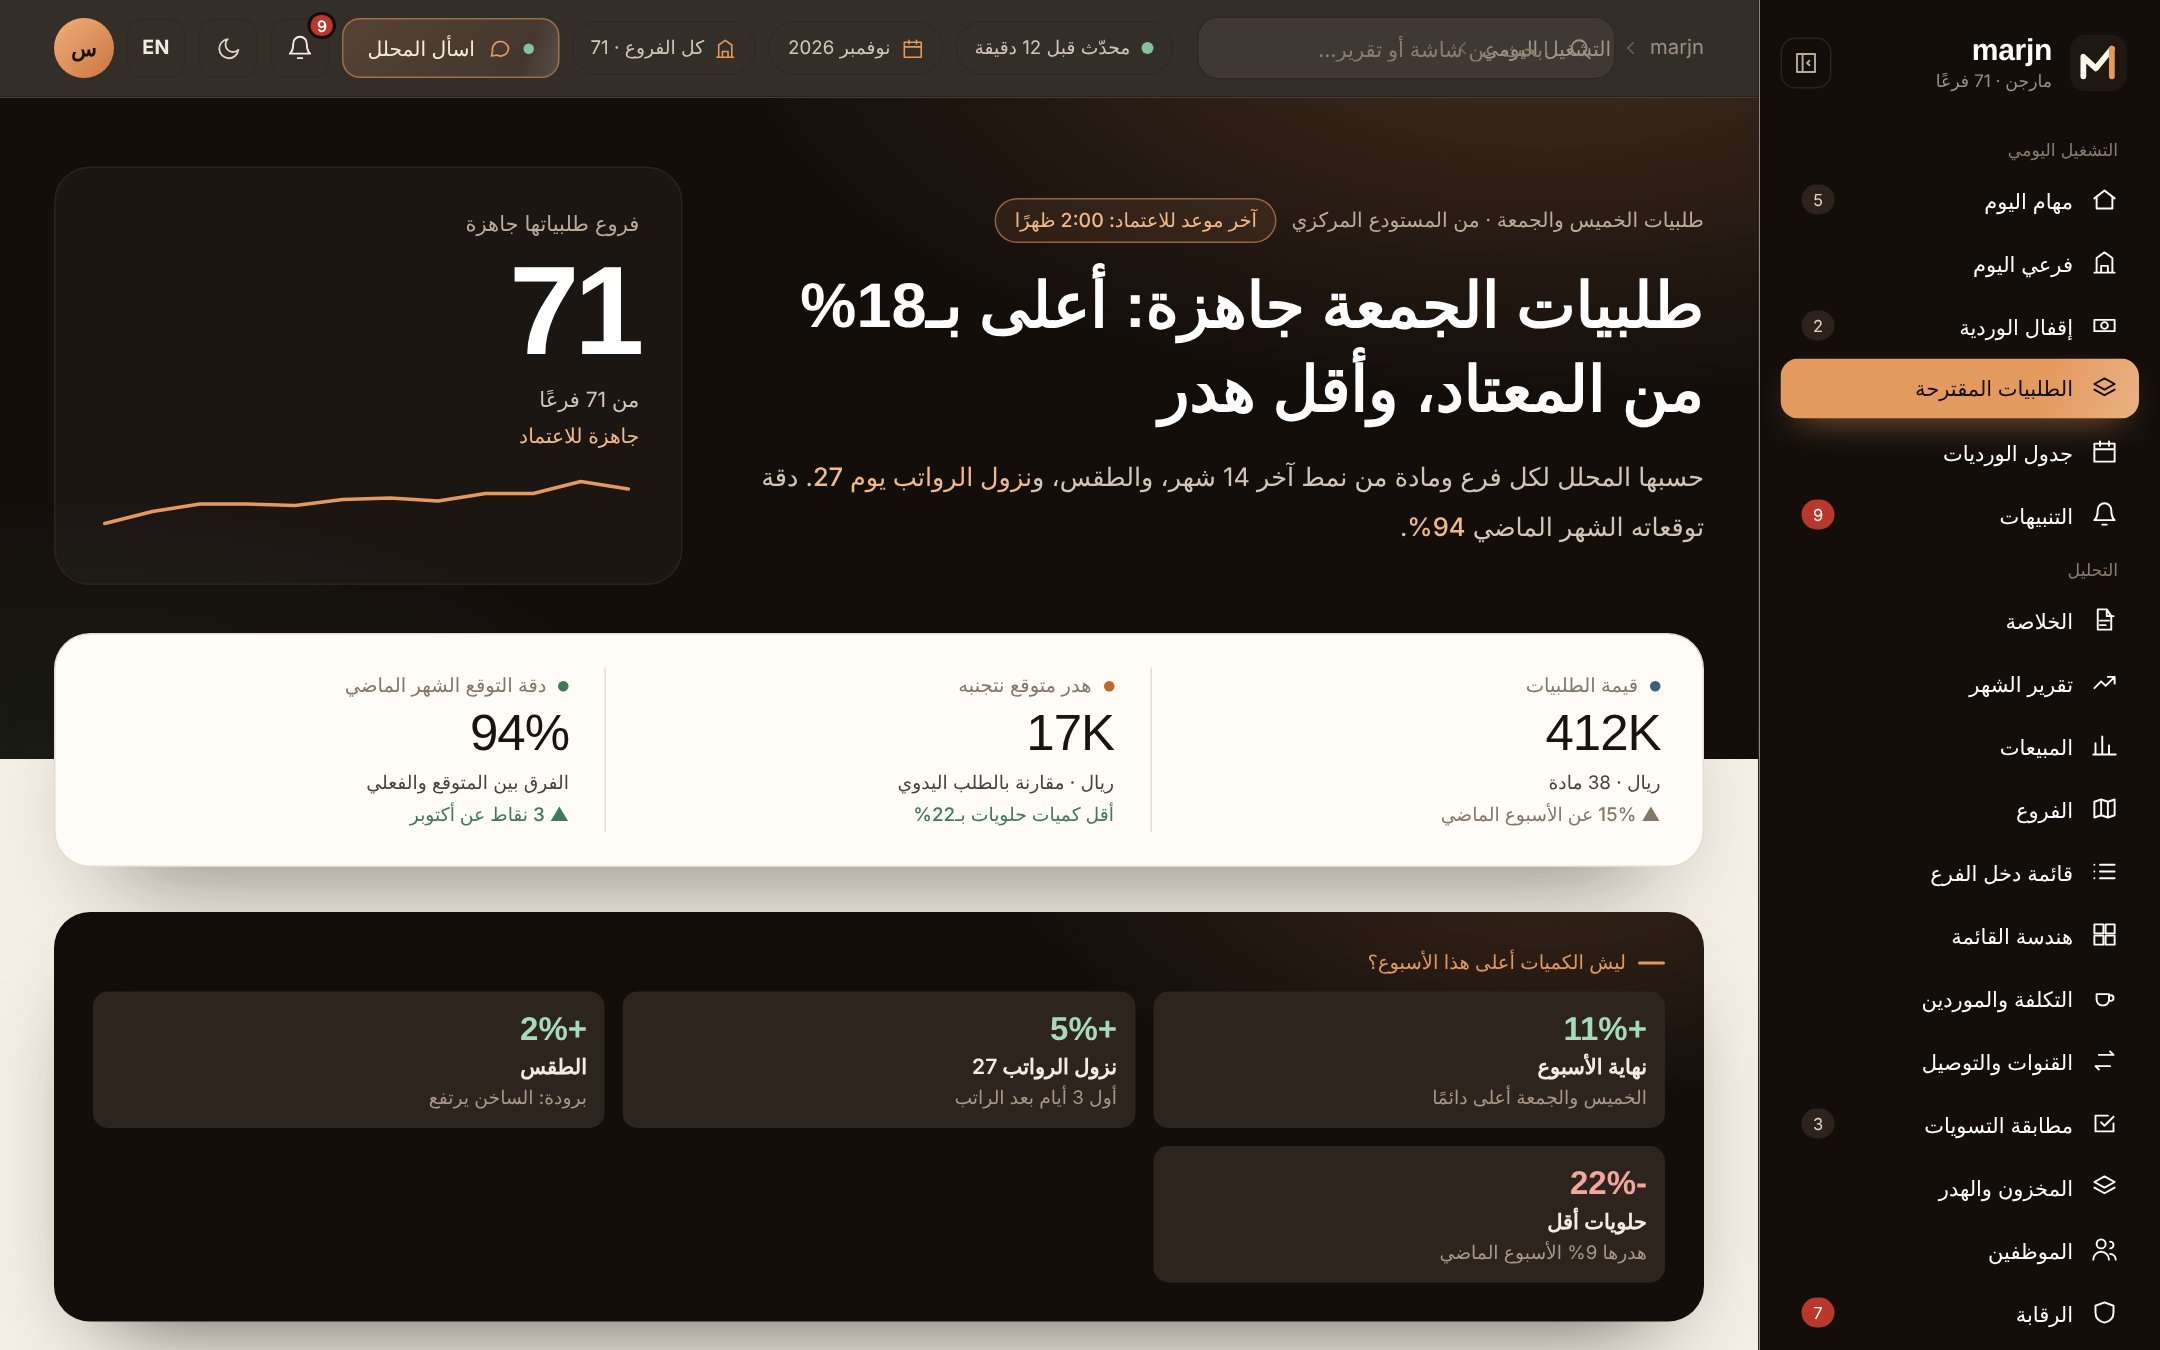 marjn
مارجن · 71 فرعًا
التشغيل اليومي
مهام اليوم 5
فرعي اليوم
إقفال الوردية 2
الطلبيات المقترحة
جدول الورديات
التنبيهات 9
التحليل
الخلاصة
تقرير الشهر
المبيعات
الفروع
قائمة دخل الفرع
هندسة القائمة
التكلفة والموردين
القنوات والتوصيل
مطابقة التسويات 3
المخزون والهدر
الموظفين
الرقابة 7
marjn
التشغيل اليومي
شاشة أو تقرير...
محدّث قبل 12 دقيقة
نوفمبر 2026
كل الفروع · 71
اسأل المحلل
9
EN
س
طلبيات الخميس والجمعة · من المستودع المركزي
آخر موعد للاعتماد: 2:00 ظهرًا
طلبيات الجمعة جاهزة: أعلى بـ18%
من المعتاد، وأقل هدر
حسبها المحلل لكل فرع ومادة من نمط آخر 14 شهر، والطقس، ونزول الرواتب يوم 27. دقة
توقعاته الشهر الماضي 94%.
فروع طلبياتها جاهزة
71
من 71 فرعًا
جاهزة للاعتماد
قيمة الطلبيات
412K
ريال · 38 مادة
▲ 15% عن الأسبوع الماضي
هدر متوقع نتجنبه
17K
ريال · مقارنة بالطلب اليدوي
أقل كميات حلويات بـ22%
دقة التوقع الشهر الماضي
94%
الفرق بين المتوقع والفعلي
▲ 3 نقاط عن أكتوبر
ليش الكميات أعلى هذا الأسبوع؟
+11%
نهاية الأسبوع
الخميس والجمعة أعلى دائمًا
+5%
نزول الرواتب 27
أول 3 أيام بعد الراتب
+2%
الطقس
برودة: الساخن يرتفع
-22%
حلويات أقل
هدرها 9% الأسبوع الماضي